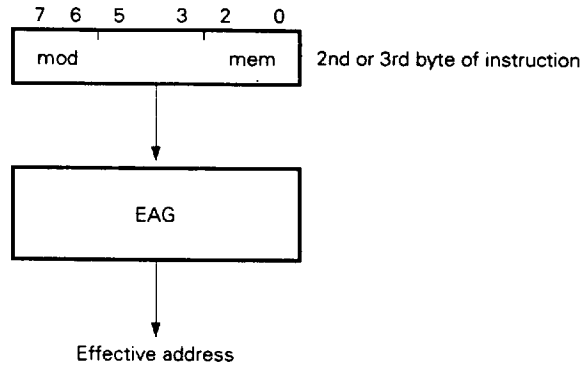 7 6 5 3 2 0
mod mem 2nd or 3rd byte of instruction
EAG
Effective address